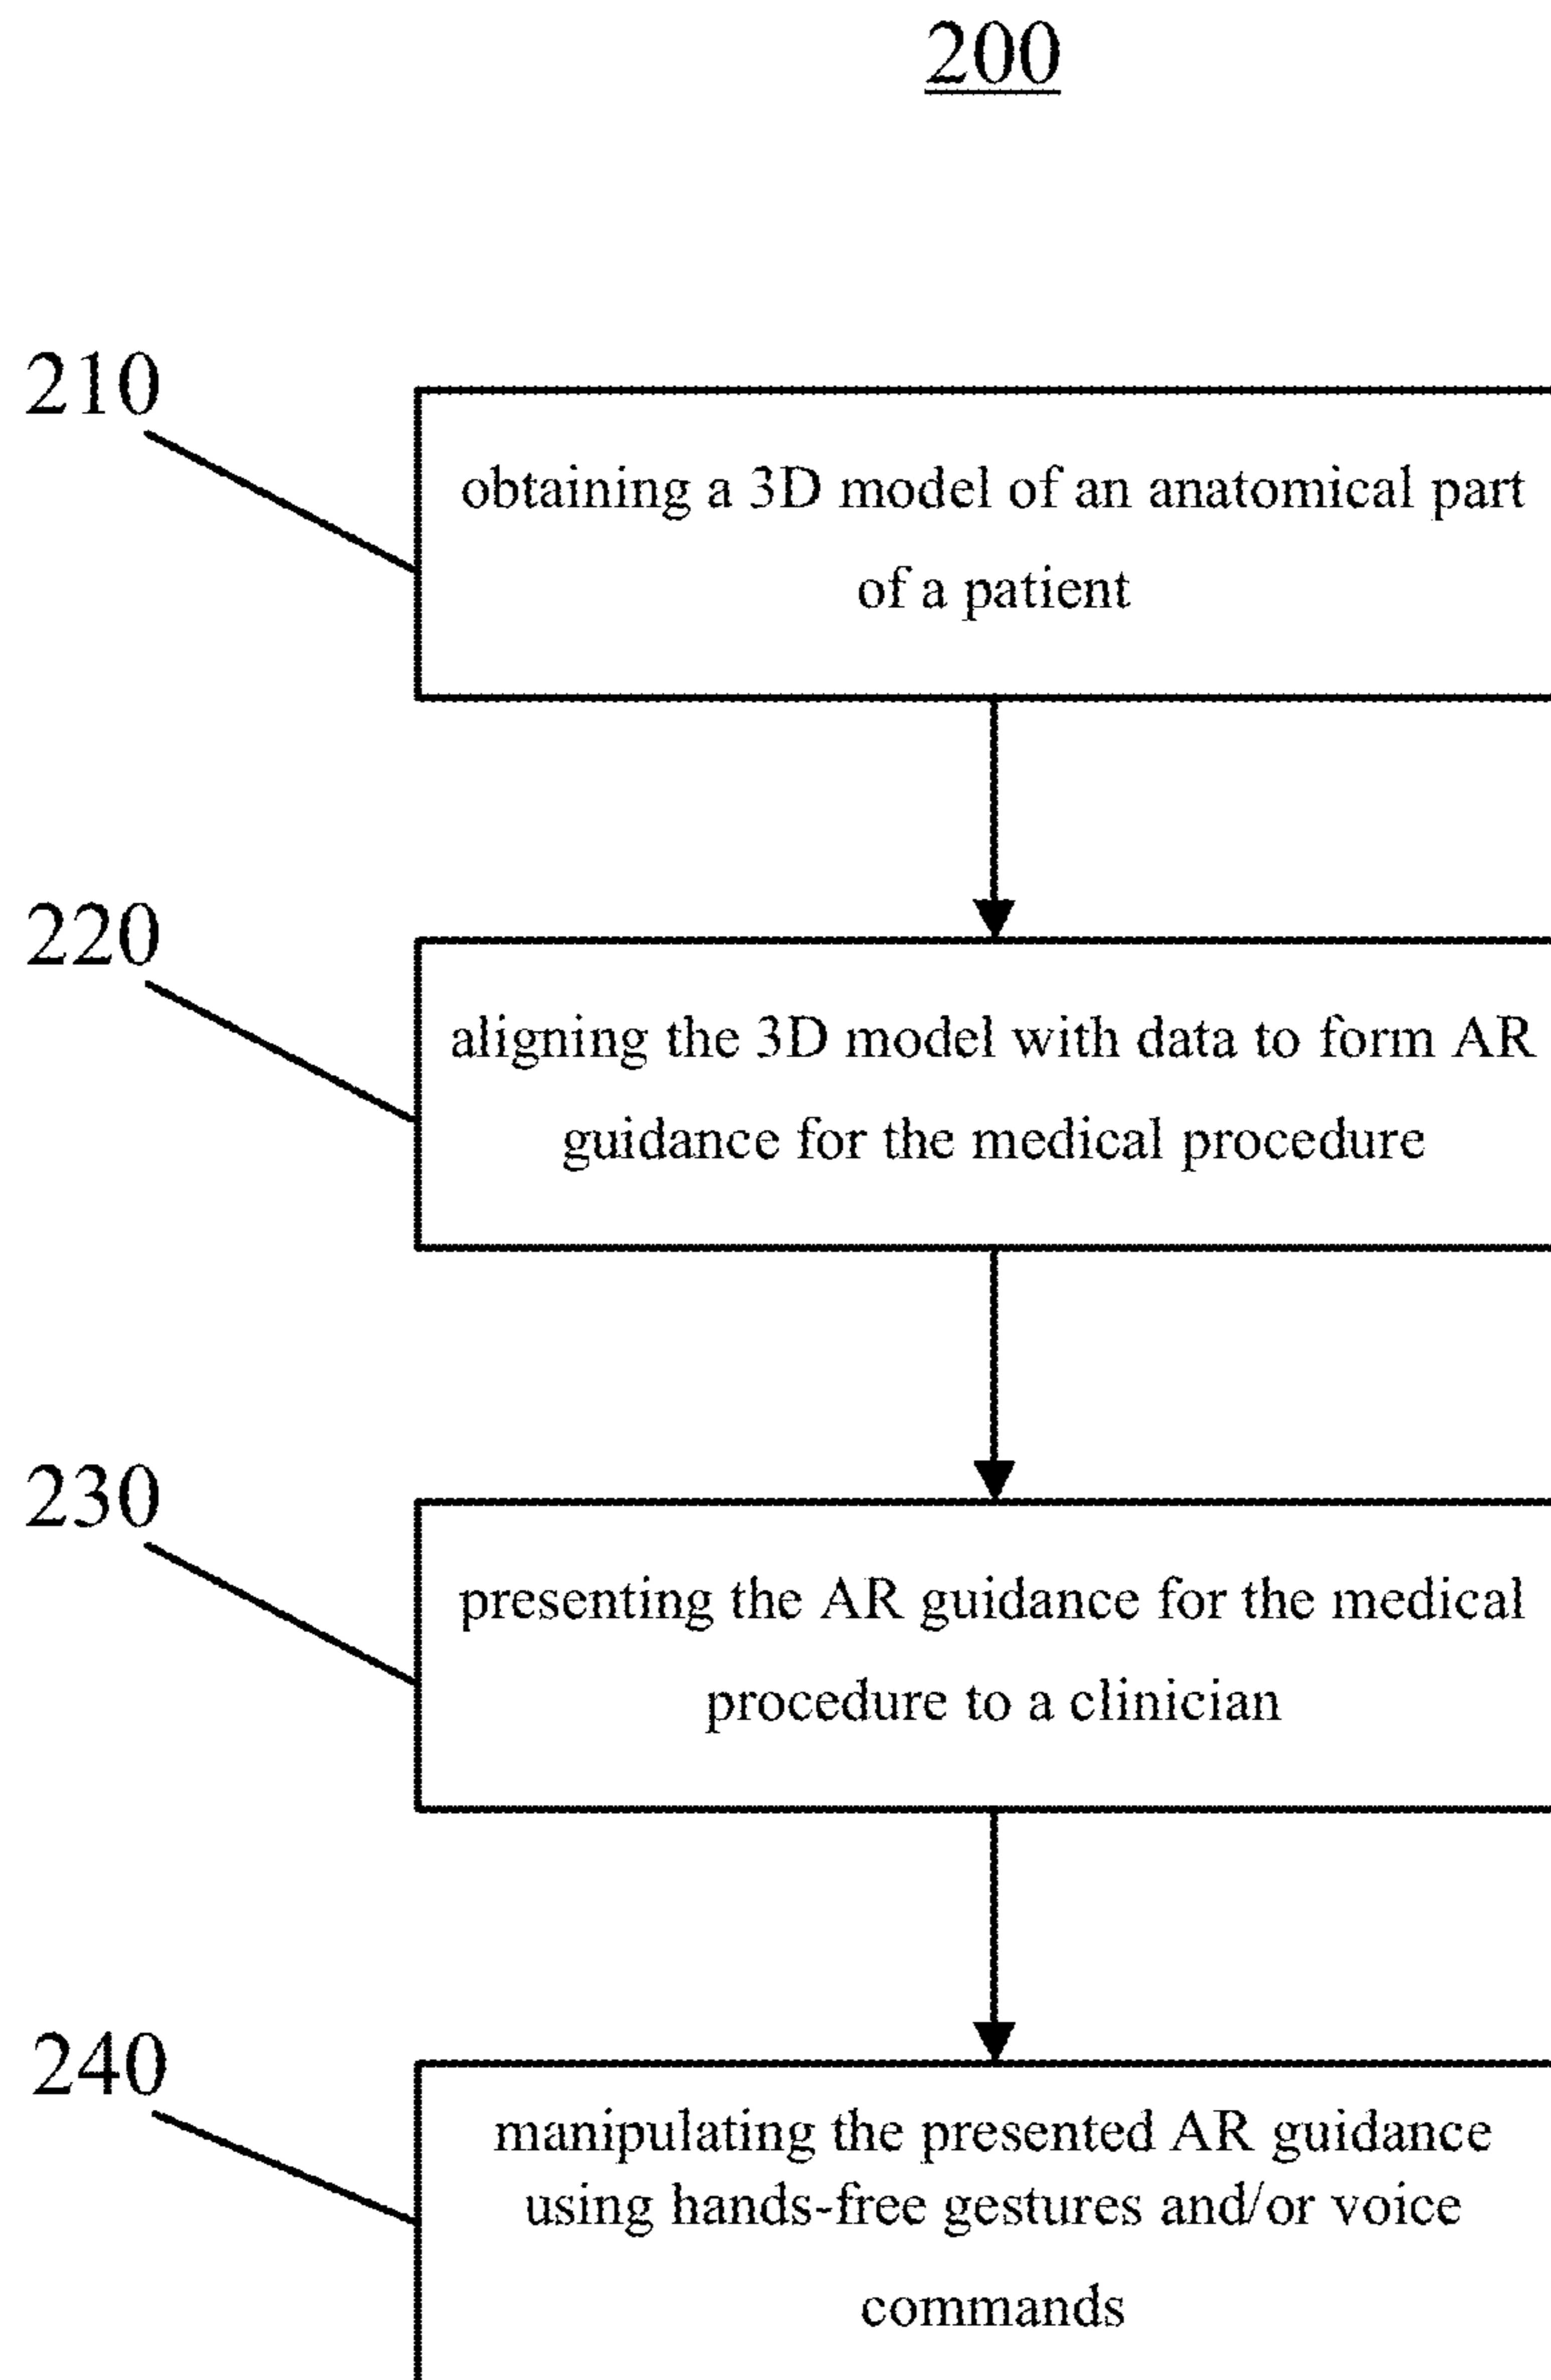 200
210
obtaining a 3D model of an anatomical part
of a patient
220
aligning the 3D model with data to form AR
guidance for the medical procedure
230
presenting the AR guidance for the medical
procedure to a clinician
240
manipulating the presented AR guidance
using hands-free gestures and/or voice
commands